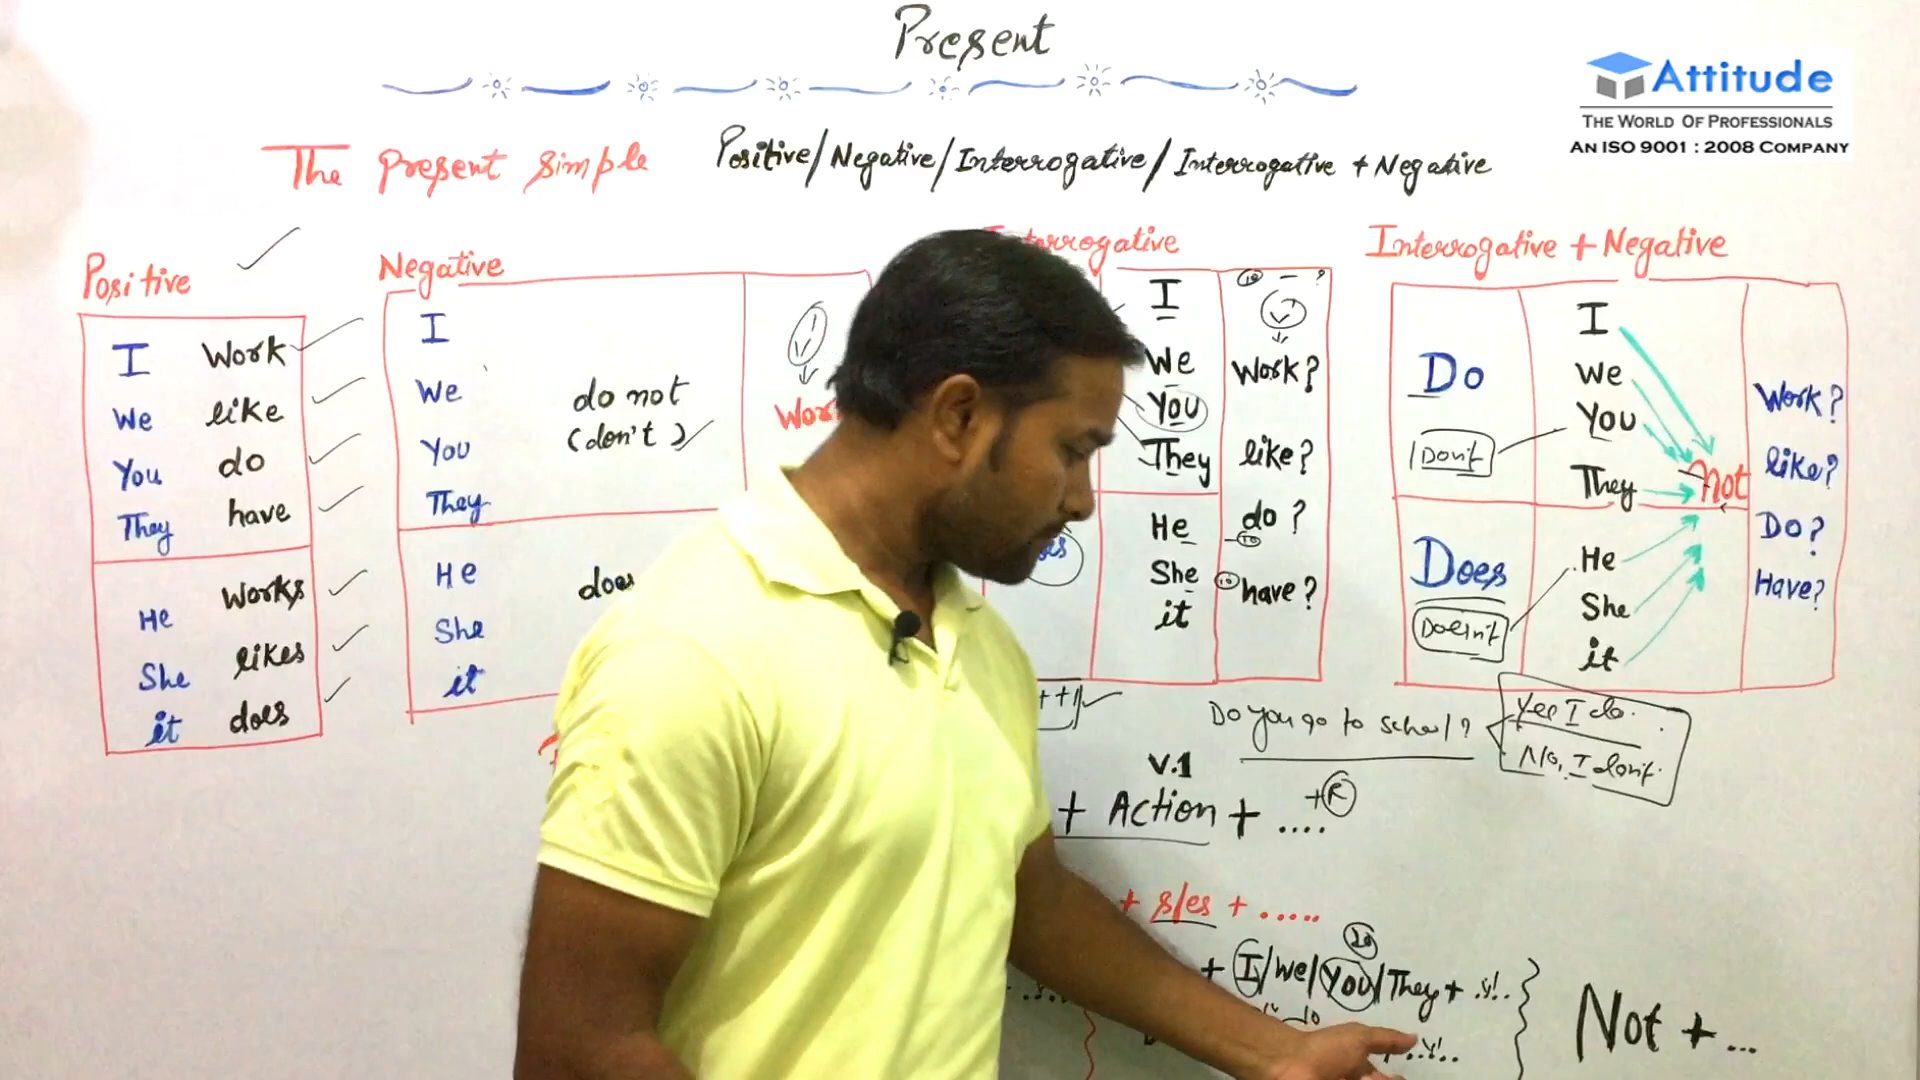 Present
Attitude
THE WORLD OF PROFESSIONALS
AN ISO 9001 : 2008 COMPANY
The Present Simple Positive/Negative/Interrogative/Interrogative + Negative
Positive
I Work
We like
You do
They have
He Works
She likes
it does
Negative
I
We do not
You (don't)
They
He does
She
it
Interrogative
I
We Work?
You
They like?
He do ?
She have ?
it
Interrogative + Negative
Do
Don't
Does
Doesn't
I
We
You
They
He
She
it
Not
Work?
like?
Do?
Have?
Do you go to school?
Yes I do.
No, I don't.
V.1
+ Action + .... + R
+ s/es + .....
+ I/We/You/They +
Not + ...